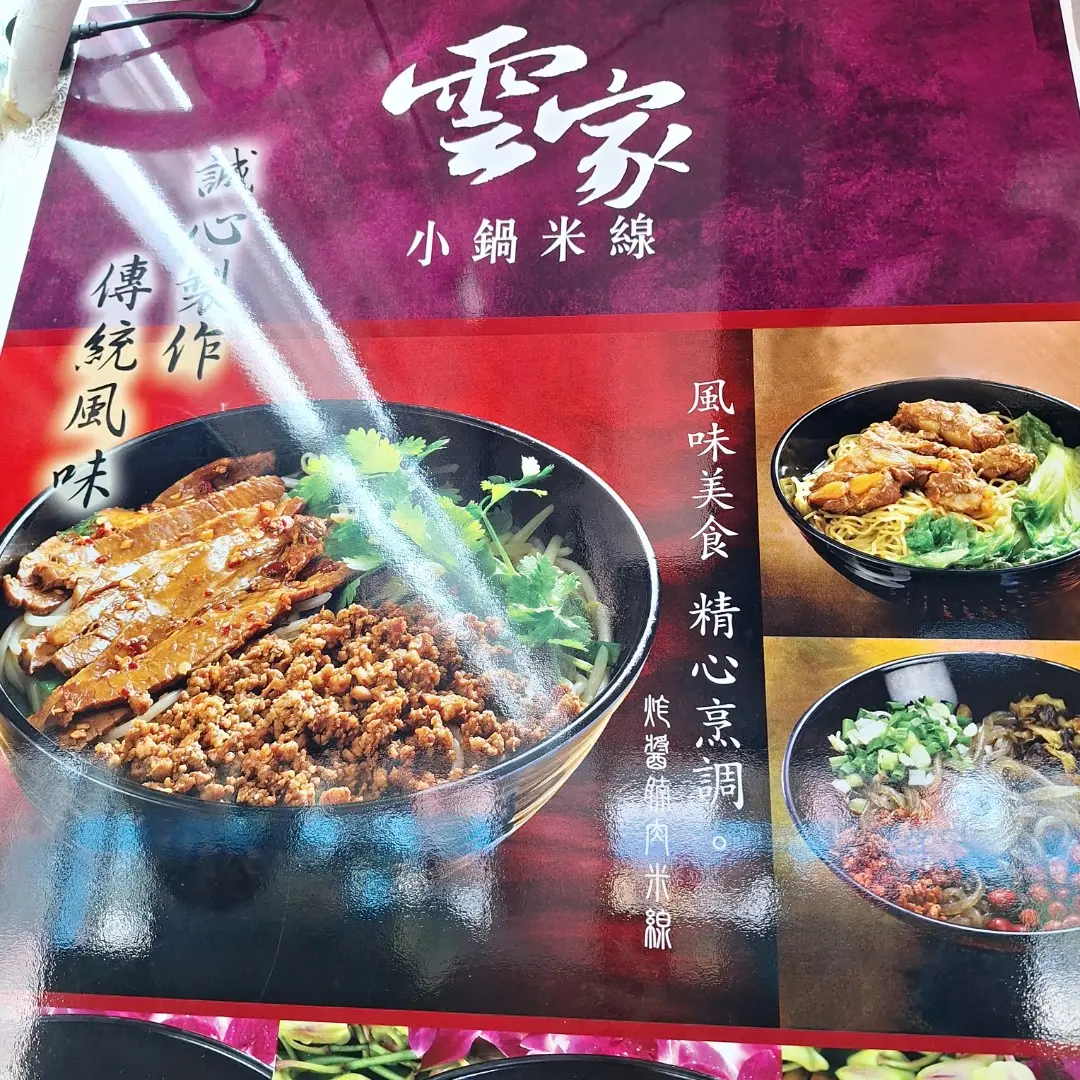 雲家
小鍋米線
誠心製作
傳統風味
風味美食 精心烹調。
炸醬腩肉米線